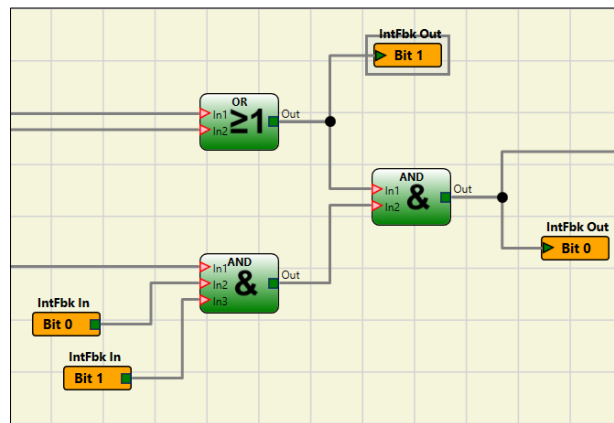 IntFbk Out
Bit 1
OR
In1
In2
≥1
Out
AND
In1
In2
&
Out
IntFbk Out
Bit 0
AND
In1
In2
In3
&
Out
IntFbk In
Bit 0
IntFbk In
Bit 1